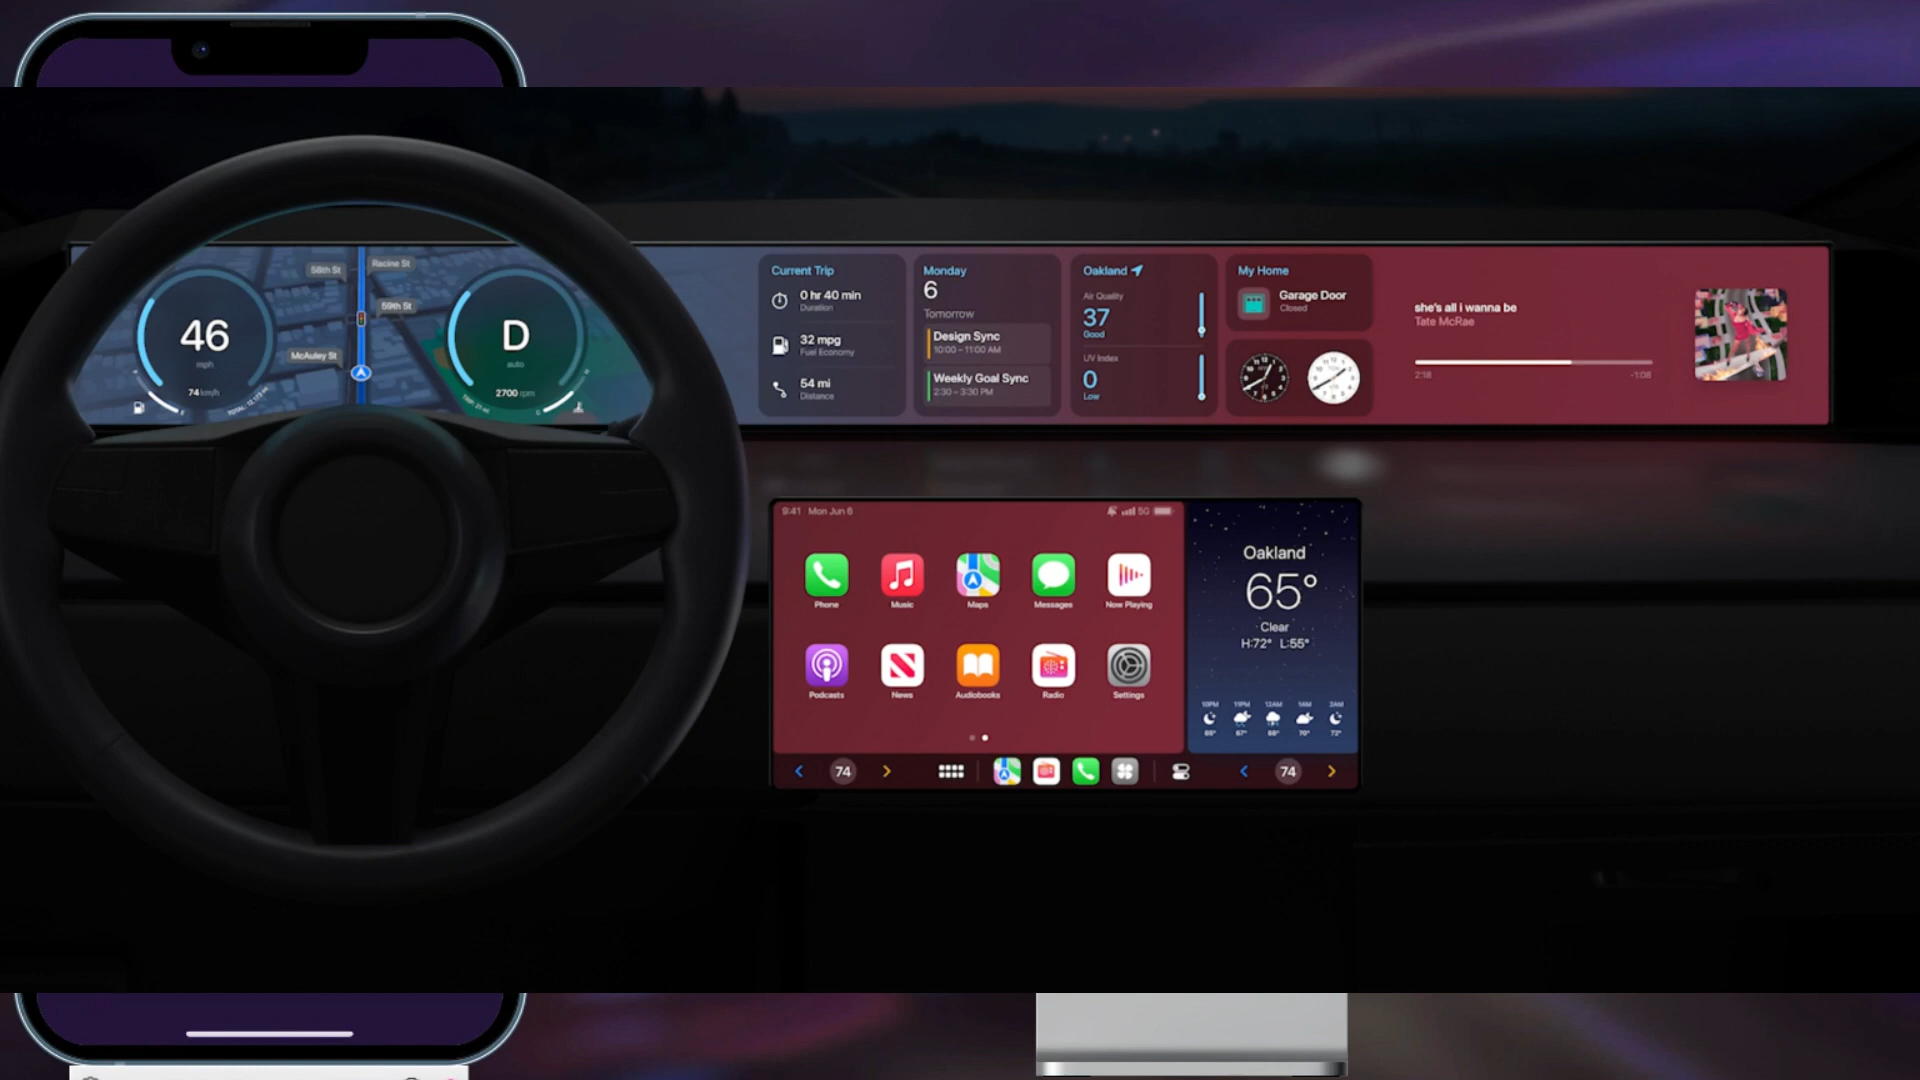 58th St
Racine St
59th St
McAuley St
46
mph
74 km/h
F
E
D
auto
2700 rpm
H
C
Current Trip
0 hr 40 min
Duration
32 mpg
Fuel Economy
54 mi
Distance
Monday
6
Tomorrow
Design Sync
10:00 – 11:00 AM
Weekly Goal Sync
2:30 – 3:30 PM
Oakland
Air Quality
37
Good
UV Index
0
Low
My Home
Garage Door
Closed
she's all i wanna be
Tate McRae
2:18
-1:08
9:41 Mon Jun 6
5G
Phone
Music
Maps
Messages
Now Playing
Podcasts
News
Audiobooks
Radio
Settings
Oakland
65°
Clear
H:72° L:55°
10PM 11PM 12AM 1AM 2AM
68° 67° 68° 70° 72°
74
74